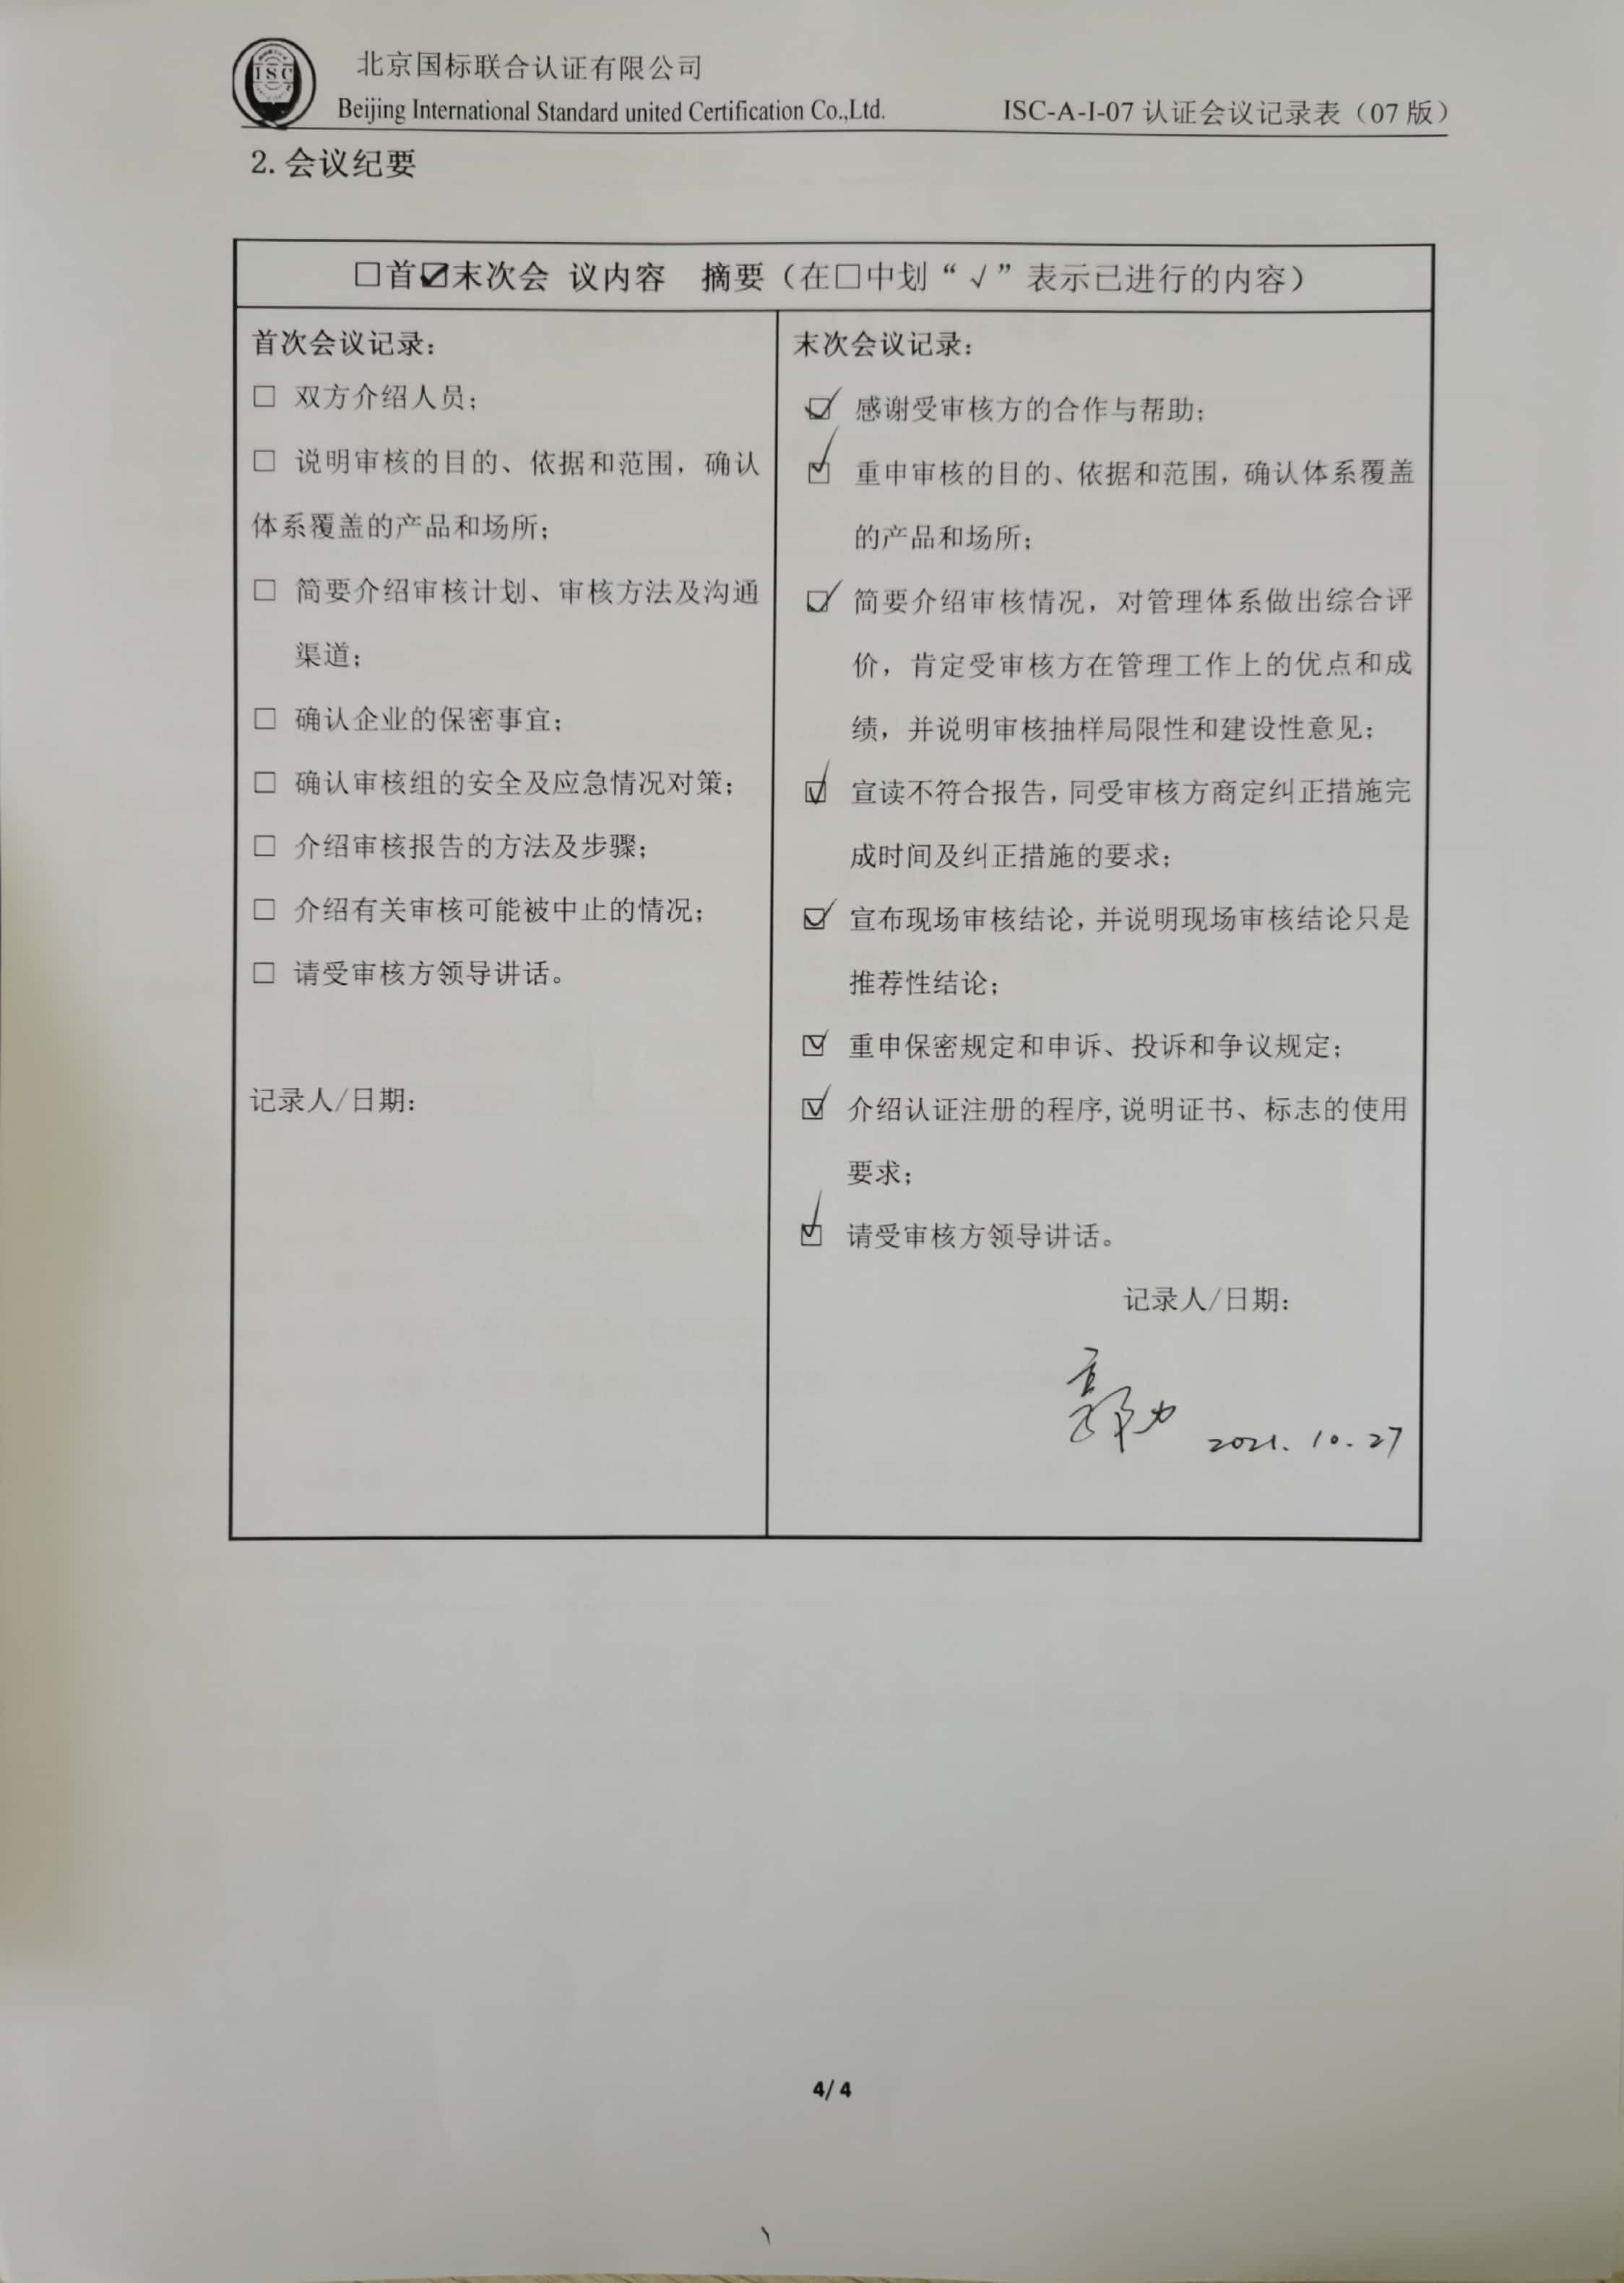 ISC
北京国标联合认证有限公司
Beijing International Standard united Certification Co.,Ltd.
ISC-A-I-07 认证会议记录表（07 版）
2. 会议纪要
□首☑末次会 议内容 摘要（在□中划“√”表示已进行的内容）
首次会议记录：
□ 双方介绍人员；
□ 说明审核的目的、依据和范围，确认
体系覆盖的产品和场所；
□ 简要介绍审核计划、审核方法及沟通
渠道；
□ 确认企业的保密事宜；
□ 确认审核组的安全及应急情况对策；
□ 介绍审核报告的方法及步骤；
□ 介绍有关审核可能被中止的情况；
□ 请受审核方领导讲话。
记录人/日期：
末次会议记录：
☑ 感谢受审核方的合作与帮助；
☑ 重申审核的目的、依据和范围，确认体系覆盖
的产品和场所；
☑ 简要介绍审核情况，对管理体系做出综合评
价，肯定受审核方在管理工作上的优点和成
绩，并说明审核抽样局限性和建设性意见；
☑ 宣读不符合报告，同受审核方商定纠正措施完
成时间及纠正措施的要求；
☑ 宣布现场审核结论，并说明现场审核结论只是
推荐性结论；
☑ 重申保密规定和申诉、投诉和争议规定；
☑ 介绍认证注册的程序，说明证书、标志的使用
要求；
☑ 请受审核方领导讲话。
记录人/日期：
郭力 2021.10.27
4/4